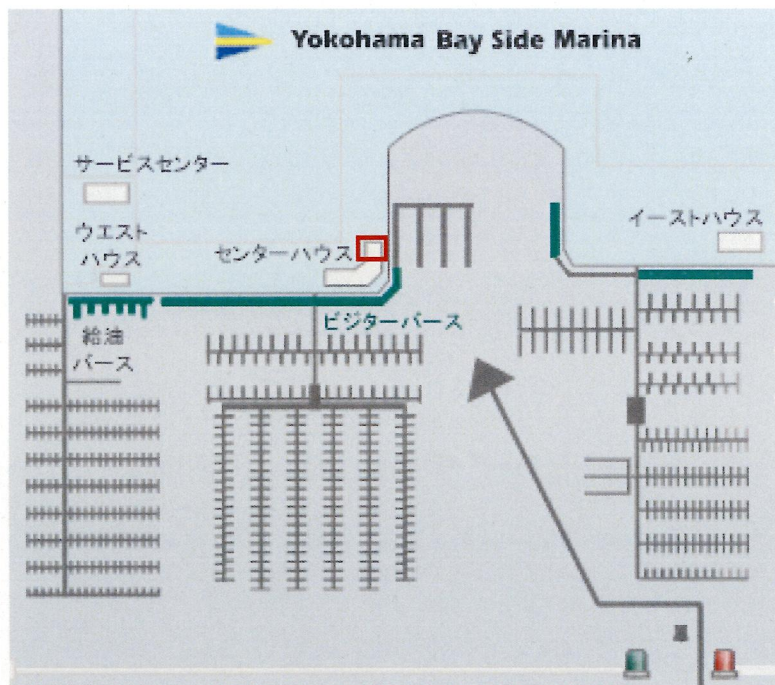 Yokohama Bay Side Marina
サービスセンター
ウエスト
ハウス
センターハウス
イーストハウス
ビジターバース
給油
バース